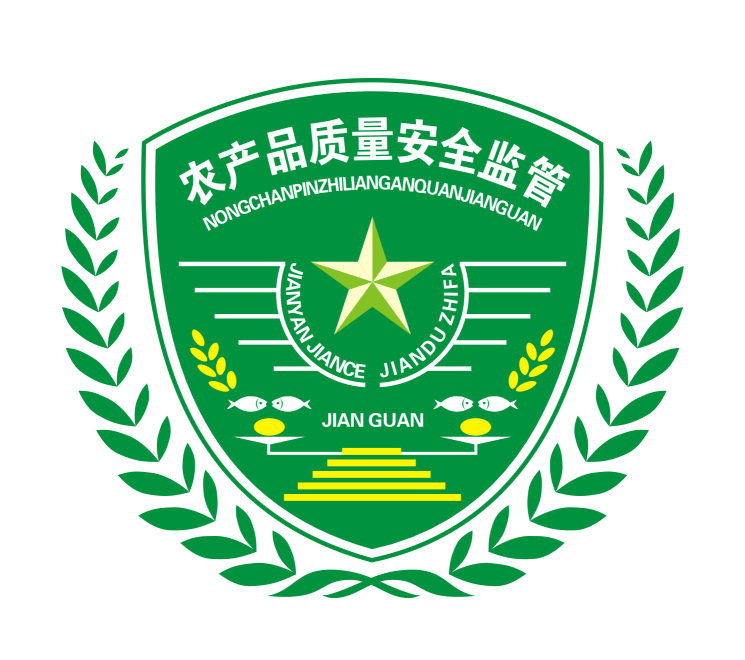 农产品质量安全监管
NONGCHANPINZHILIANGANQUANJIANGUAN
JIANYAN JIANCE
JIANDU ZHIFA
JIAN GUAN